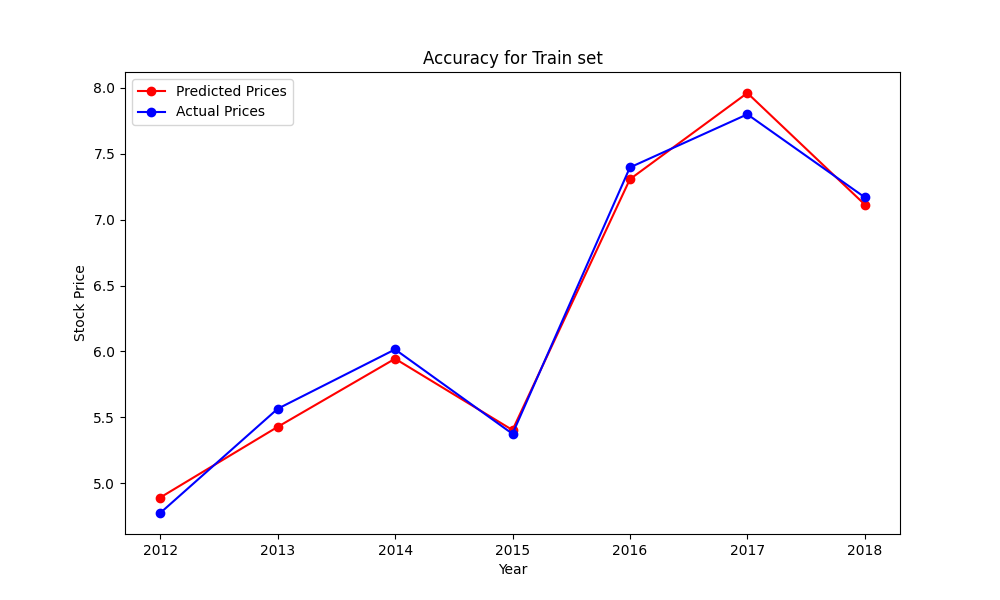 Accuracy for Train set
Predicted Prices
Actual Prices
8.0
7.5
7.0
6.5
6.0
5.5
5.0
Stock Price
2012 2013 2014 2015 2016 2017 2018
Year